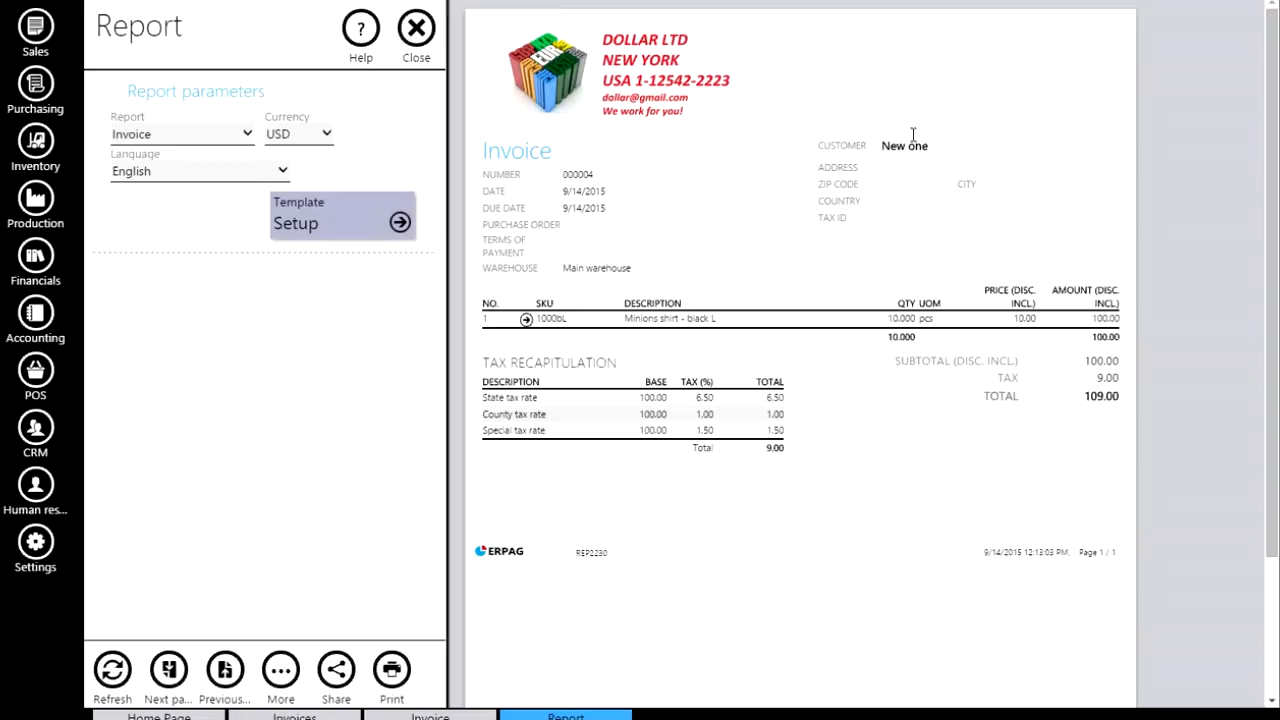 Sales
Purchasing
Inventory
Production
Financials
Accounting
POS
CRM
Human res...
Settings
Report
Help
Close
Report parameters
Report
Currency
Invoice
USD
Language
English
Template
Setup
Refresh
Next pa...
Previous...
More
Share
Print
DOLLAR LTD
NEW YORK
USA 1-12542-2223
dollar@gmail.com
We work for you!
Invoice
NUMBER 000004
DATE 9/14/2015
DUE DATE 9/14/2015
PURCHASE ORDER
TERMS OF
PAYMENT
WAREHOUSE Main warehouse
CUSTOMER New one
ADDRESS
ZIP CODE CITY
COUNTRY
TAX ID
PRICE (DISC. AMOUNT (DISC.
NO. SKU DESCRIPTION QTY UOM INCL.) INCL.)
1 1000bL Minions shirt - black L 10.000 pcs 10.00 100.00
10.000 100.00
TAX RECAPITULATION
DESCRIPTION BASE TAX (%) TOTAL
State tax rate 100.00 6.50 6.50
County tax rate 100.00 1.00 1.00
Special tax rate 100.00 1.50 1.50
Total 9.00
SUBTOTAL (DISC. INCL.) 100.00
TAX 9.00
TOTAL 109.00
ERPAG REP2230 9/14/2015 12:13:03 PM, Page 1 / 1
Home Page Invoices Invoice Report